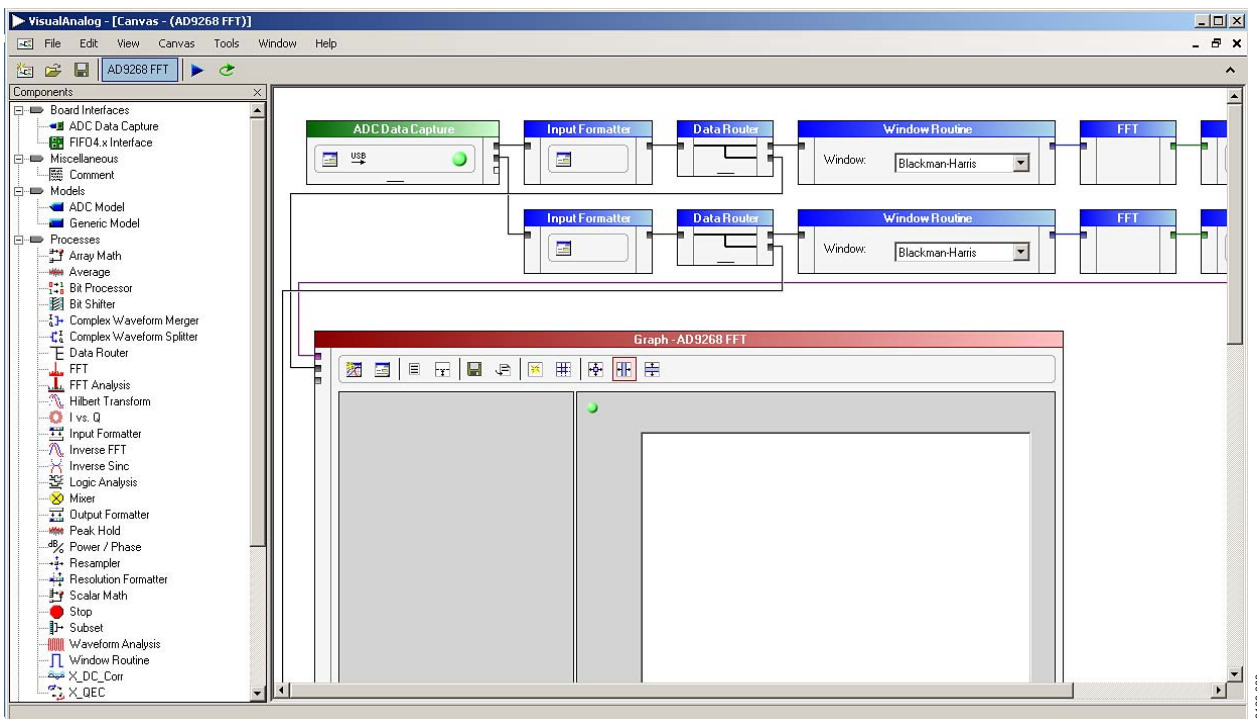 VisualAnalog - [Canvas - (AD9268 FFT)]
File Edit View Canvas Tools Window Help
AD9268 FFT
Components
Board Interfaces
ADC Data Capture
FIFO4.x Interface
Miscellaneous
Comment
Models
ADC Model
Generic Model
Processes
Array Math
Average
Bit Processor
Bit Shifter
Complex Waveform Merger
Complex Waveform Splitter
Data Router
FFT
FFT Analysis
Hilbert Transform
I vs. Q
Input Formatter
Inverse FFT
Inverse Sinc
Logic Analysis
Mixer
Output Formatter
Peak Hold
Power / Phase
Resampler
Resolution Formatter
Scalar Math
Stop
Subset
Waveform Analysis
Window Routine
X_DC_Corr
X_QEC
ADC Data Capture
USB
Input Formatter
Data Router
Window Routine
Window: Blackman-Harris
FFT
Input Formatter
Data Router
Window Routine
Window: Blackman-Harris
FFT
Graph - AD9268 FFT